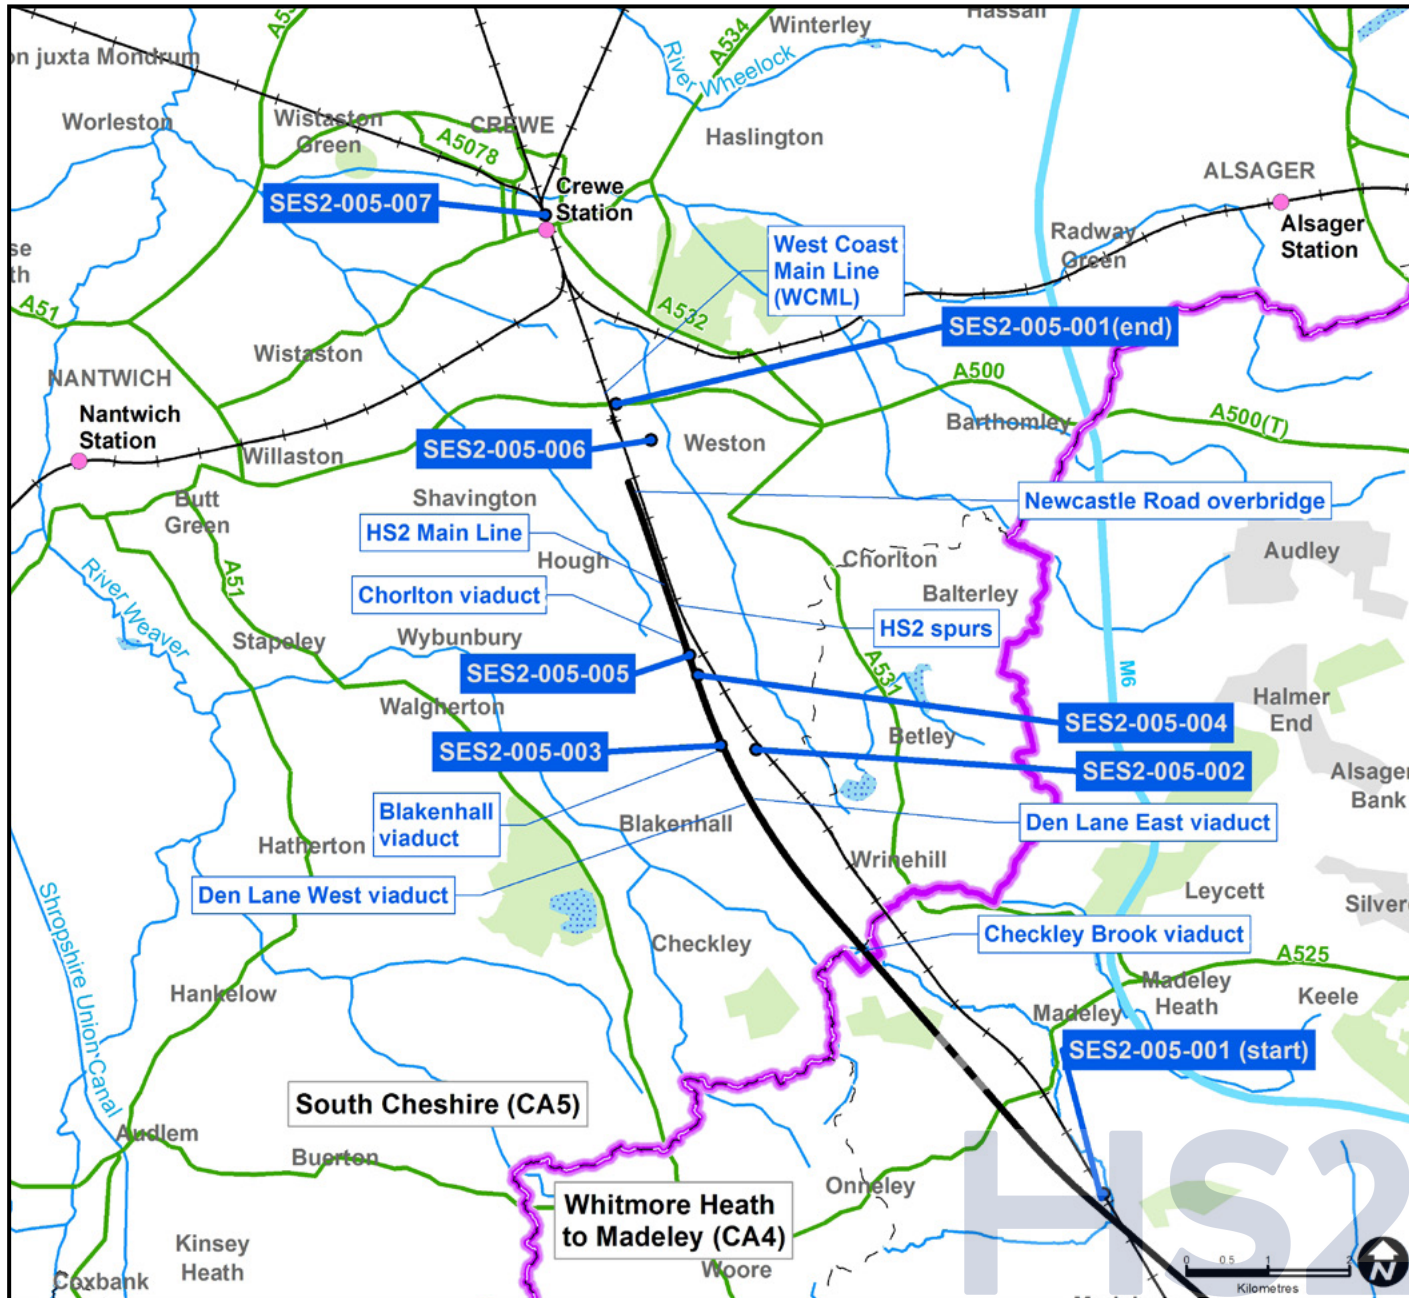 Hassall
Winterley
A534
River Wheelock
on juxta Mondrum
Worleston
Wistaston
Green
CREWE
A5078
Haslington
ALSAGER
SES2-005-007
Crewe
Station
Alsager
Station
Radway
Green
West Coast
Main Line
(WCML)
A51
A532
SES2-005-001(end)
Wistaston
NANTWICH
Nantwich
Station
A500
Barthomley
A500(T)
SES2-005-006
Weston
Willaston
Shavington
Butt
Green
Newcastle Road overbridge
HS2 Main Line
Hough
Chorlton
Audley
River Weaver
A51
Chorlton viaduct
Balterley
Stapeley
Wybunbury
HS2 spurs
SES2-005-005
A531
M6
Walgherton
Halmer
End
SES2-005-004
Betley
SES2-005-003
SES2-005-002
Alsager
Bank
Blakenhall
viaduct
Blakenhall
Den Lane East viaduct
Hatherton
Wrinehill
Den Lane West viaduct
Leycett
Shropshire Union Canal
Checkley
Checkley Brook viaduct
A525
Hankelow
Madeley
Heath
Keele
Madeley
SES2-005-001 (start)
South Cheshire (CA5)
Audlem
Buerton
Onneley
Whitmore Heath
to Madeley (CA4)
HS2
Kinsey
Heath
Woore
Coxbank
0 0.5 1 2
Kilometres
N